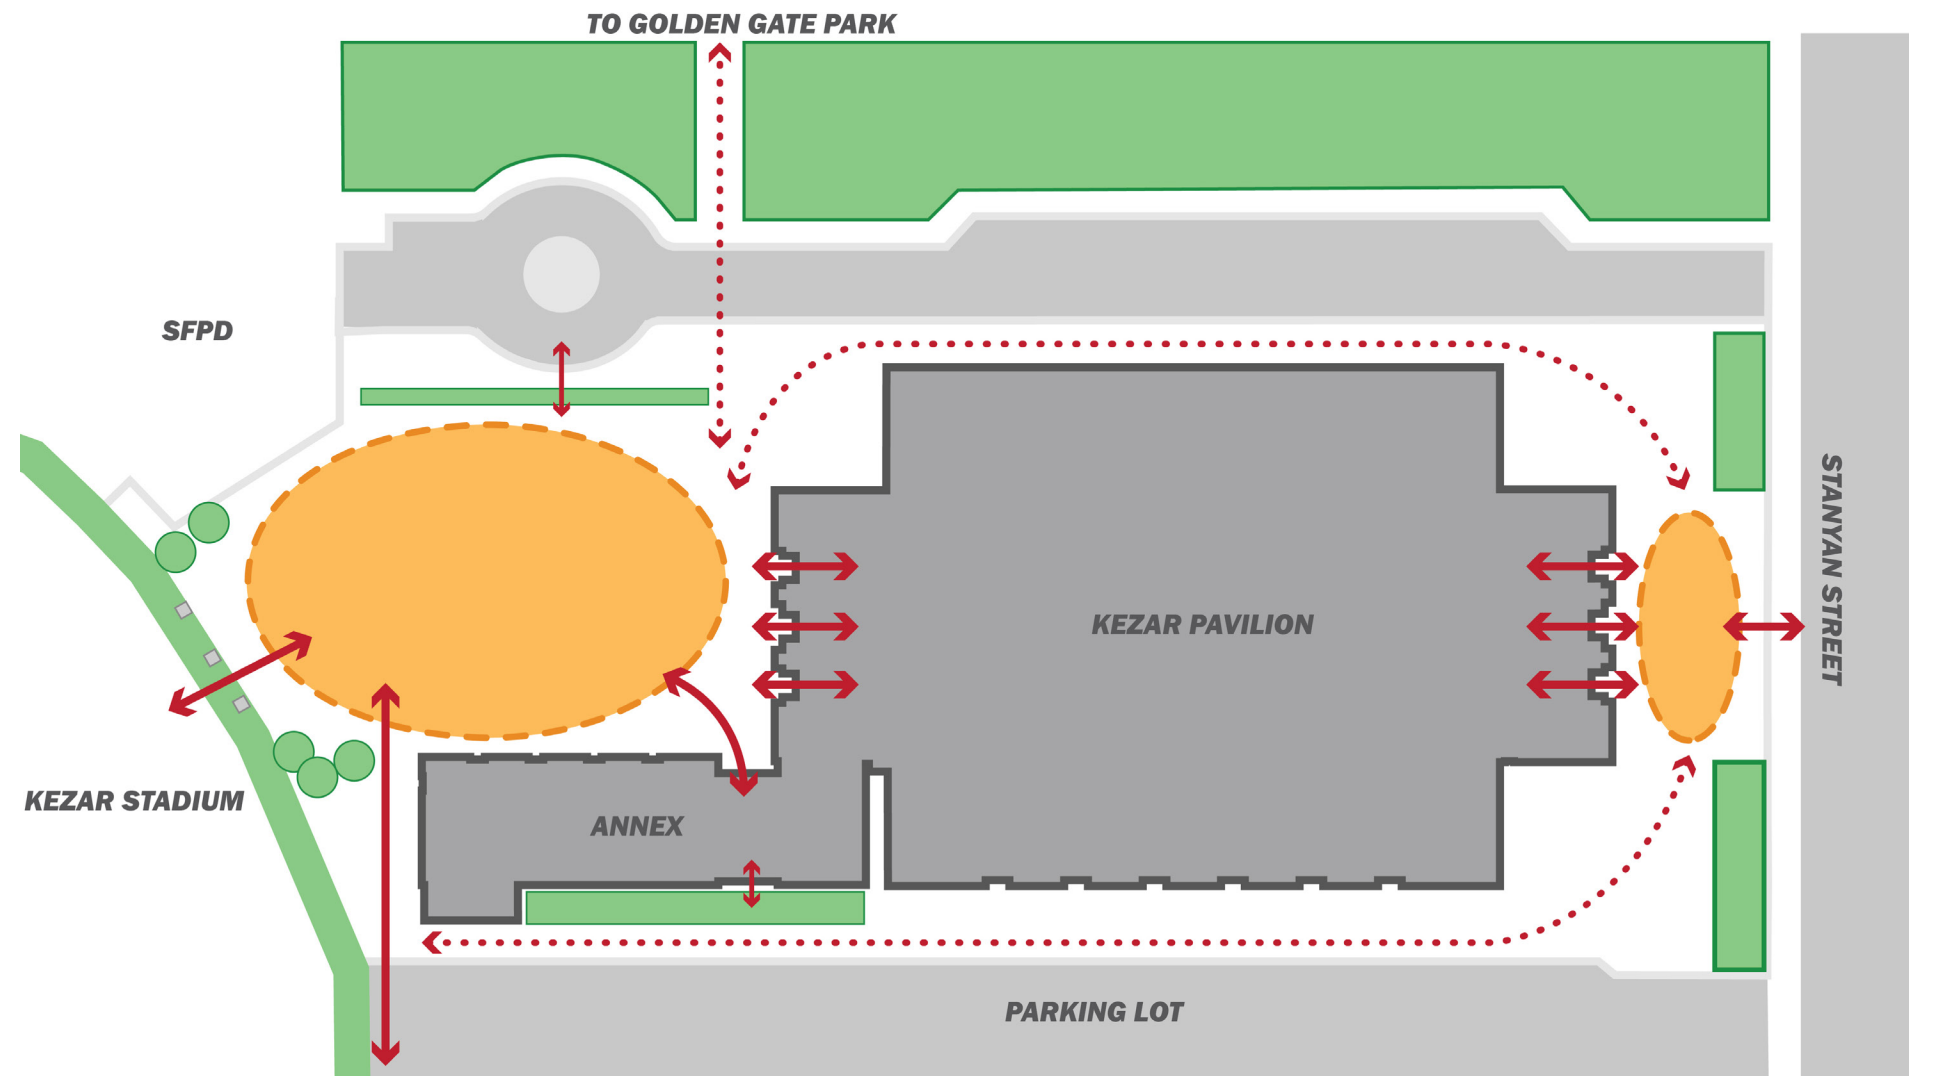 TO GOLDEN GATE PARK
SFPD
STANYAN STREET
KEZAR PAVILION
KEZAR STADIUM
ANNEX
PARKING LOT